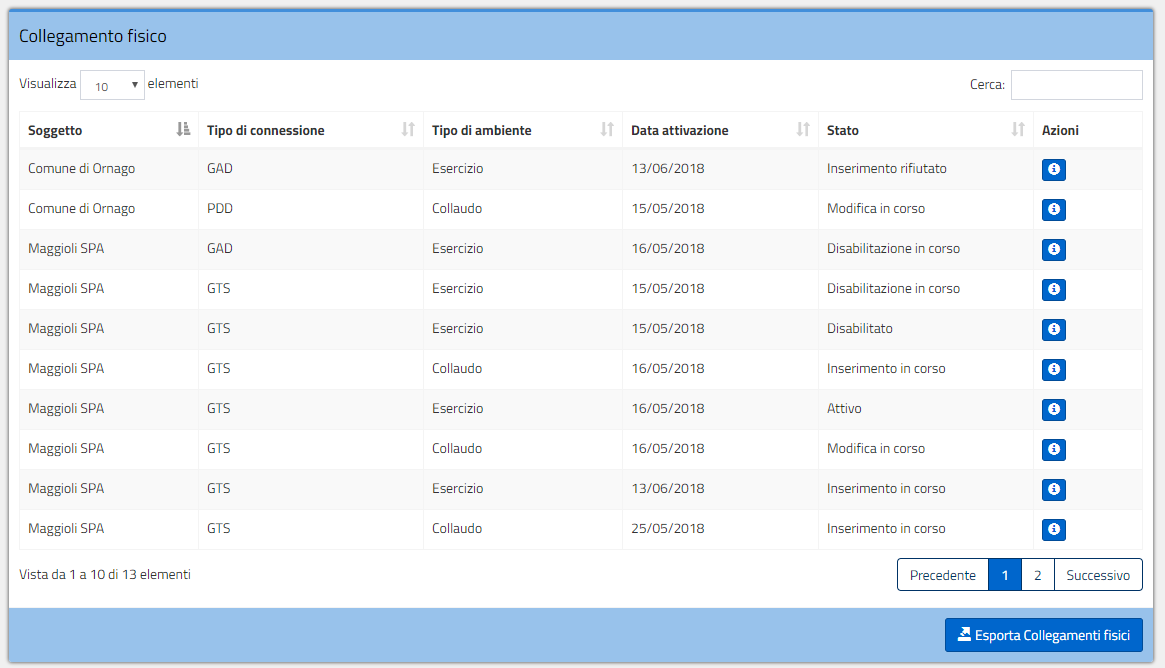 Collegamento fisico
Visualizza 10 elementi Cerca:
Soggetto Tipo di connessione Tipo di ambiente Data attivazione Stato Azioni
Comune di Ornago GAD Esercizio 13/06/2018 Inserimento rifiutato
Comune di Ornago PDD Collaudo 15/05/2018 Modifica in corso
Maggioli SPA GAD Esercizio 16/05/2018 Disabilitazione in corso
Maggioli SPA GTS Esercizio 15/05/2018 Disabilitazione in corso
Maggioli SPA GTS Esercizio 15/05/2018 Disabilitato
Maggioli SPA GTS Collaudo 16/05/2018 Inserimento in corso
Maggioli SPA GTS Esercizio 16/05/2018 Attivo
Maggioli SPA GTS Collaudo 16/05/2018 Modifica in corso
Maggioli SPA GTS Esercizio 13/06/2018 Inserimento in corso
Maggioli SPA GTS Collaudo 25/05/2018 Inserimento in corso
Vista da 1 a 10 di 13 elementi Precedente 1 2 Successivo
Esporta Collegamenti fisici